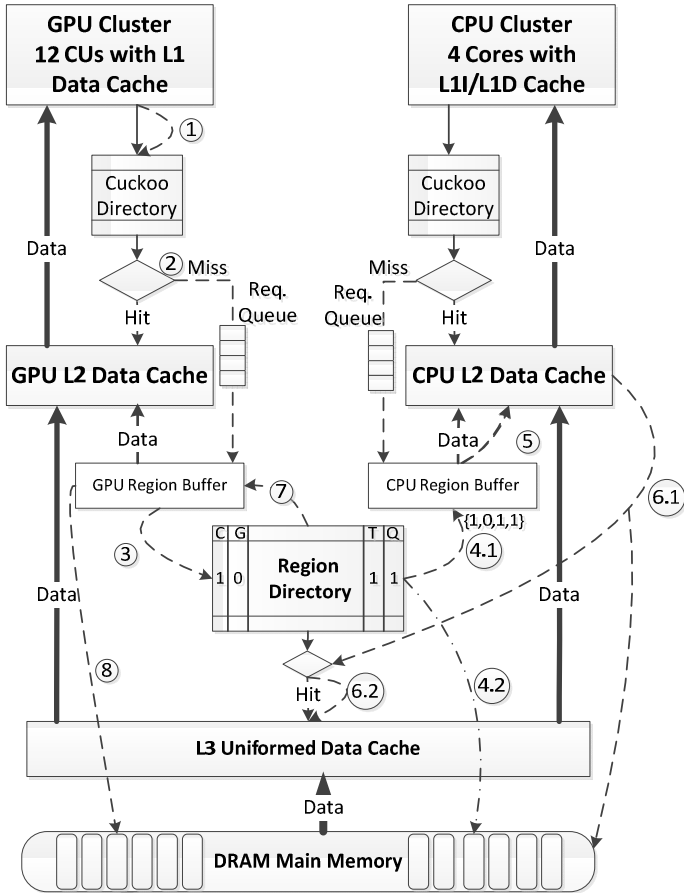 GPU Cluster
12 CUs with L1
Data Cache
CPU Cluster
4 Cores with
L1I/L1D Cache
1
Cuckoo
Directory
Cuckoo
Directory
Data
2
Miss
Hit
Req.
Queue
Miss
Req.
Queue
Hit
Data
GPU L2 Data Cache
CPU L2 Data Cache
Data
Data
5
GPU Region Buffer
7
CPU Region Buffer
6.1
{1,0,1,1}
3
C G T Q
1 0 1 1
Region
Directory
4.1
Data
Data
8
Hit
6.2
4.2
L3 Uniformed Data Cache
Data
DRAM Main Memory